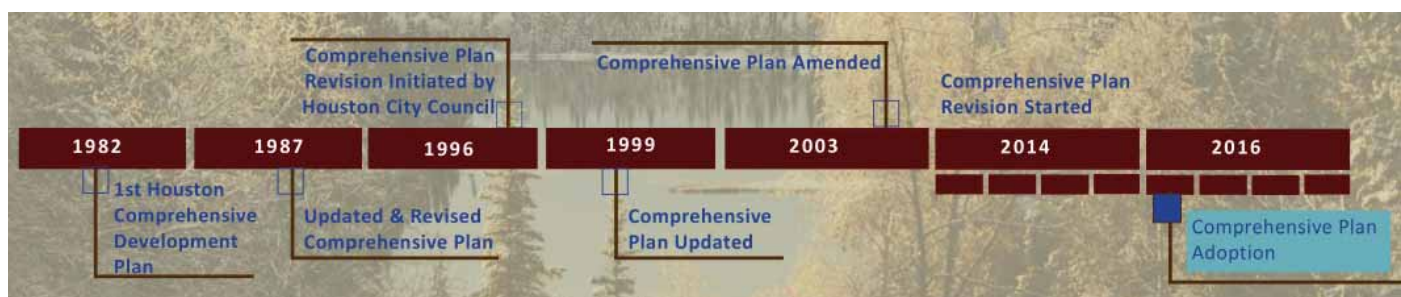 Comprehensive Plan
Revision Initiated by
Houston City Council
Comprehensive Plan Amended
Comprehensive Plan
Revision Started
1982
1987
1996
1999
2003
2014
2016
1st Houston
Comprehensive
Development
Plan
Updated & Revised
Comprehensive Plan
Comprehensive
Plan Updated
Comprehensive Plan
Adoption